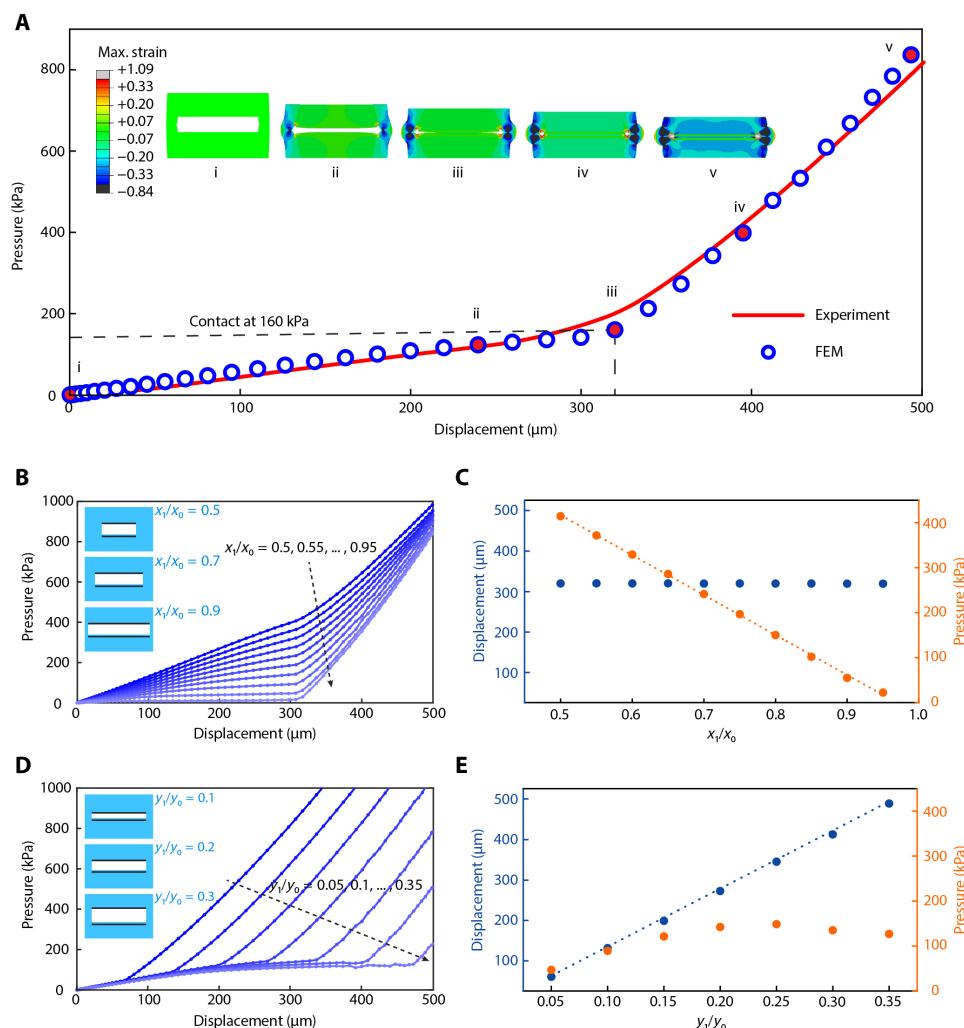 A
Max. strain
+1.09
+0.33
+0.20
+0.07
−0.07
−0.20
−0.33
−0.84
i
ii
iii
iv
v
v
iv
iii
ii
i
Contact at 160 kPa
Experiment
FEM
800
600
400
200
0
Pressure (kPa)
0
100
200
300
400
500
Displacement (μm)
B
x₁/x₀ = 0.5
x₁/x₀ = 0.7
x₁/x₀ = 0.9
x₁/x₀ = 0.5, 0.55, ... , 0.95
1000
800
600
400
200
0
Pressure (kPa)
0
100
200
300
400
500
Displacement (μm)
C
500
400
300
200
100
Displacement (μm)
400
300
200
100
0
Pressure (kPa)
0.5
0.6
0.7
0.8
0.9
1.0
x₁/x₀
D
y₁/y₀ = 0.1
y₁/y₀ = 0.2
y₁/y₀ = 0.3
y₁/y₀ = 0.05, 0.1, ... , 0.35
1000
800
600
400
200
0
Pressure (kPa)
0
100
200
300
400
500
Displacement (μm)
E
500
400
300
200
100
Displacement (μm)
400
300
200
100
0
Pressure (kPa)
0.05
0.10
0.15
0.20
0.25
0.30
0.35
y₁/y₀